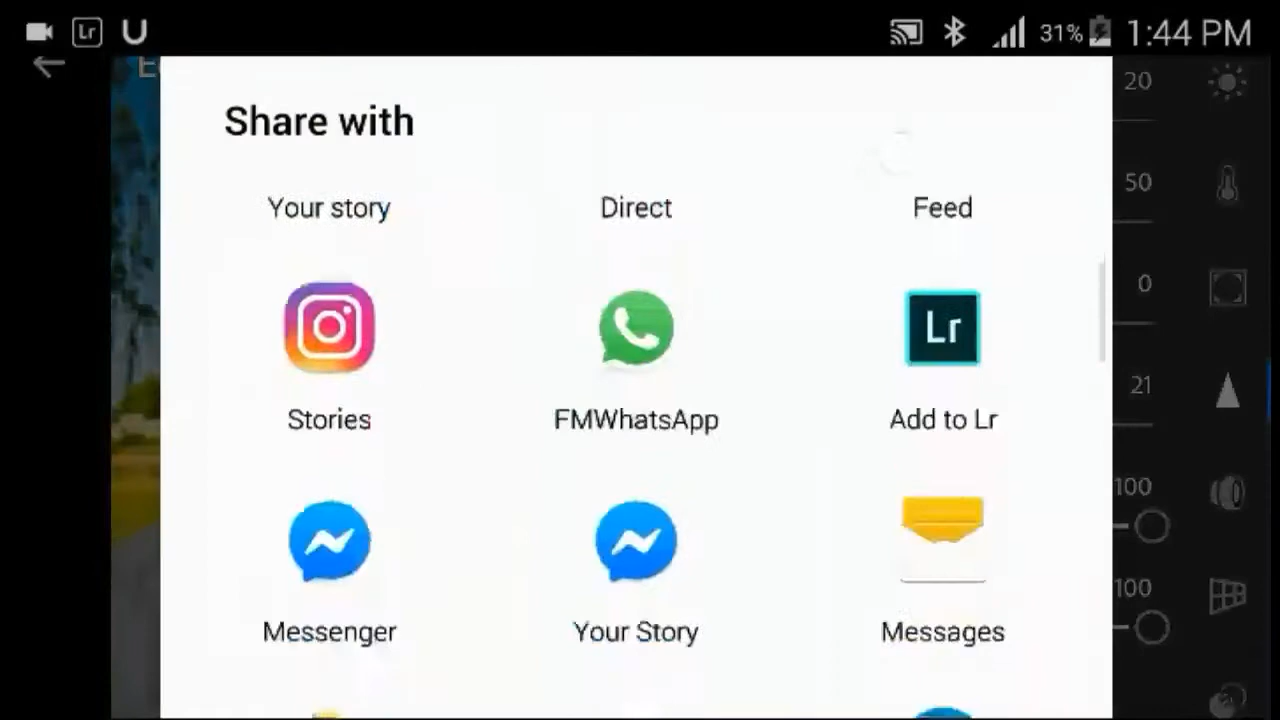 Lr 31% 1:44 PM
Share with
20
Your story Direct Feed
50
0
Lr
21
Stories FMWhatsApp Add to Lr
100
100
Messenger Your Story Messages